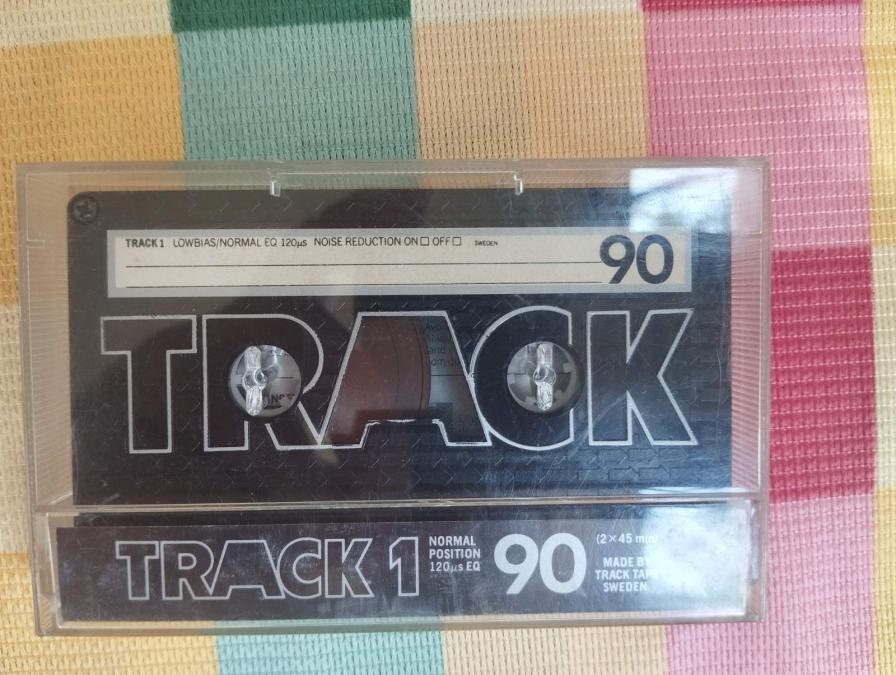 TRACK 1 LOWBIAS/NORMAL EQ 120µs NOISE REDUCTION ON☐ OFF☐ SWEDEN
90
TRACK
TRACK 1
NORMAL
POSITION
120µs EQ
90
(2×45 min)
MADE BY
TRACK TAPE
SWEDEN